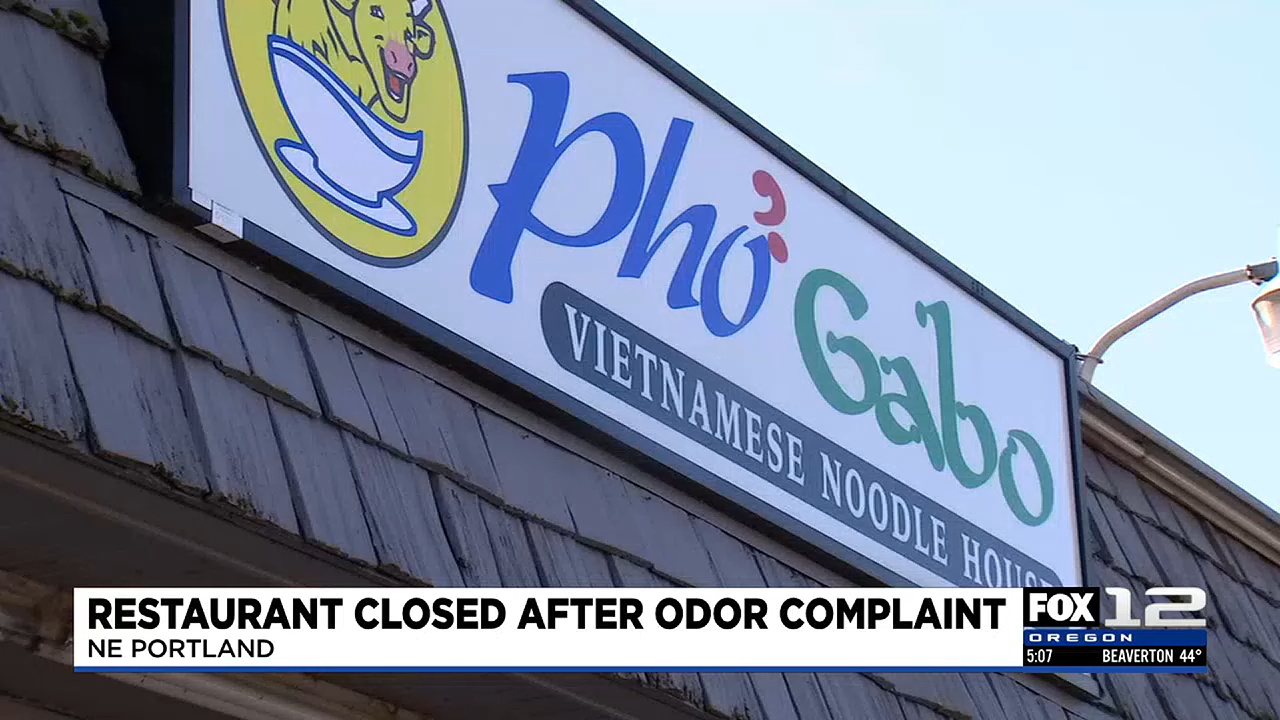 Phở Gabo
VIETNAMESE NOODLE HOUSE
RESTAURANT CLOSED AFTER ODOR COMPLAINT
NE PORTLAND
FOX 12
OREGON
5:07 BEAVERTON 44°